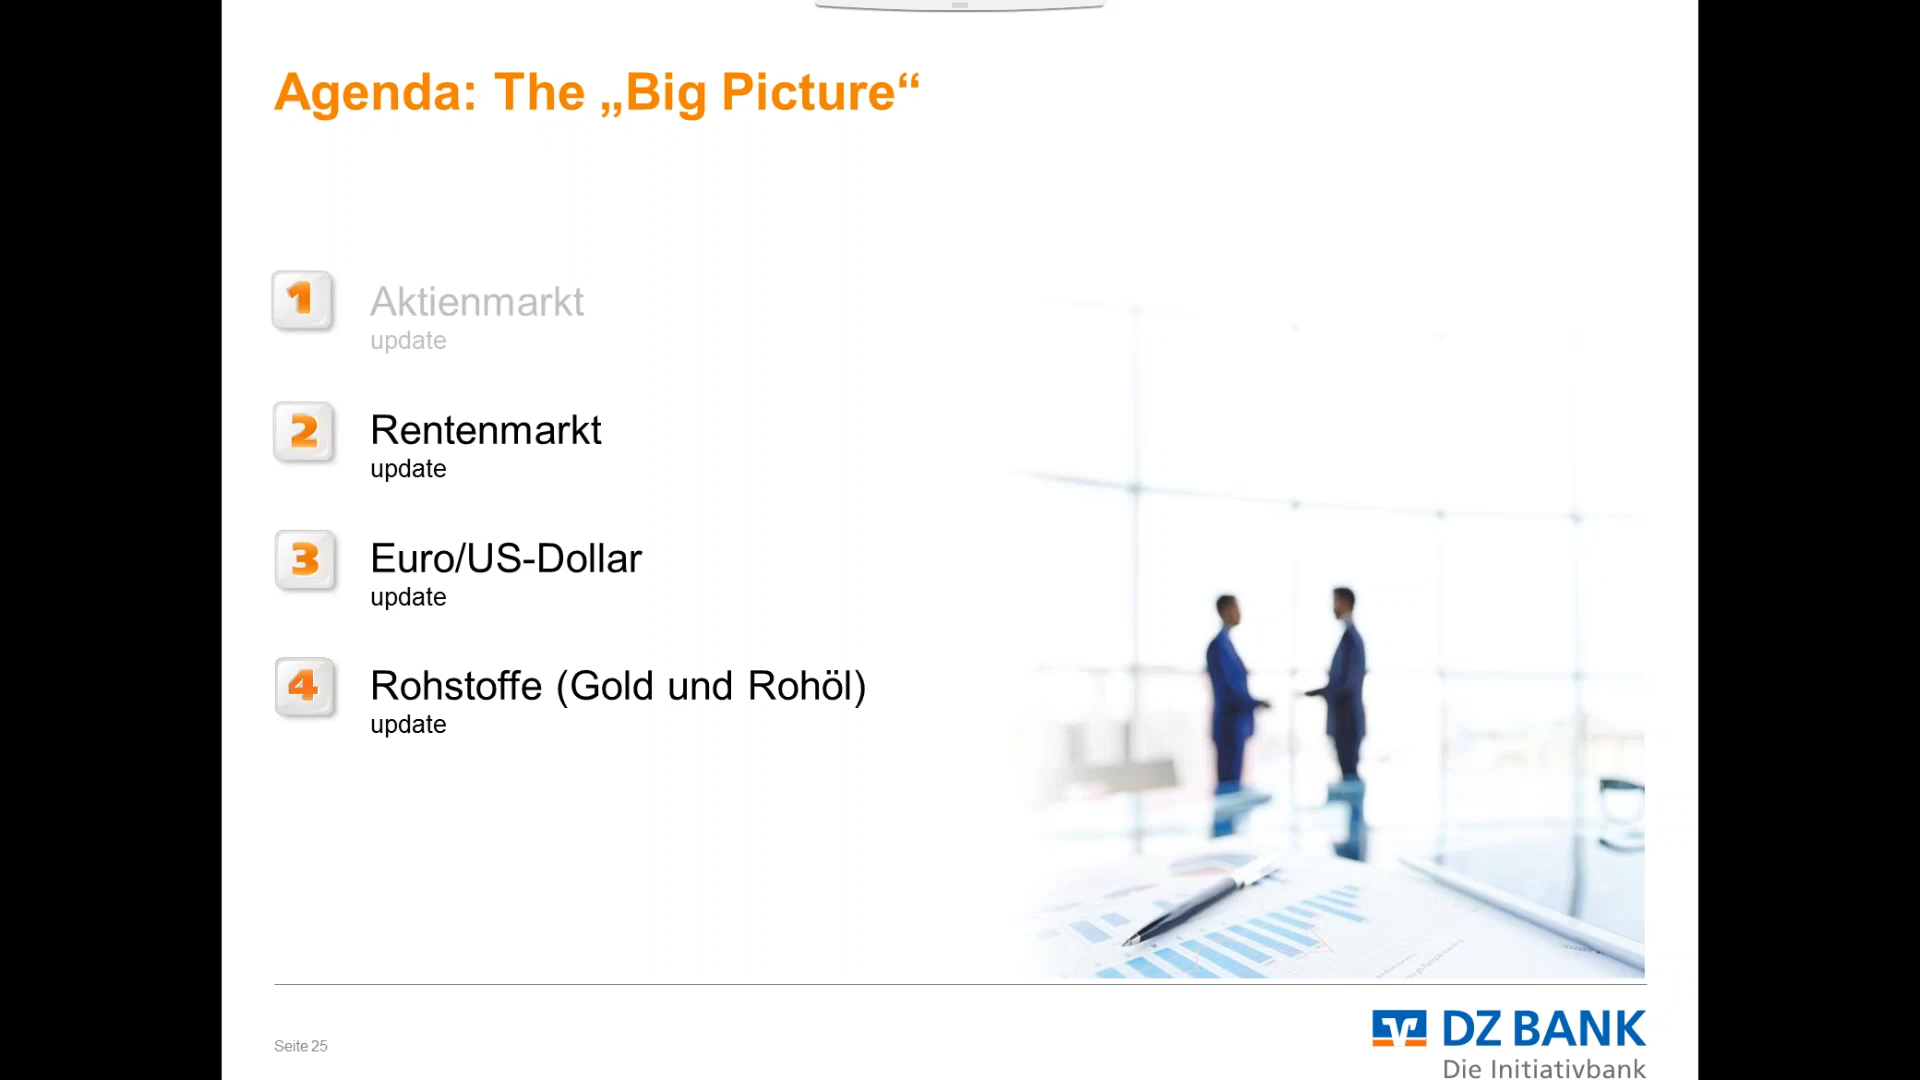 Agenda: The „Big Picture“
1
Aktienmarkt
update
2
Rentenmarkt
update
3
Euro/US-Dollar
update
4
Rohstoffe (Gold und Rohöl)
update
Seite 25
DZ BANK
Die Initiativbank